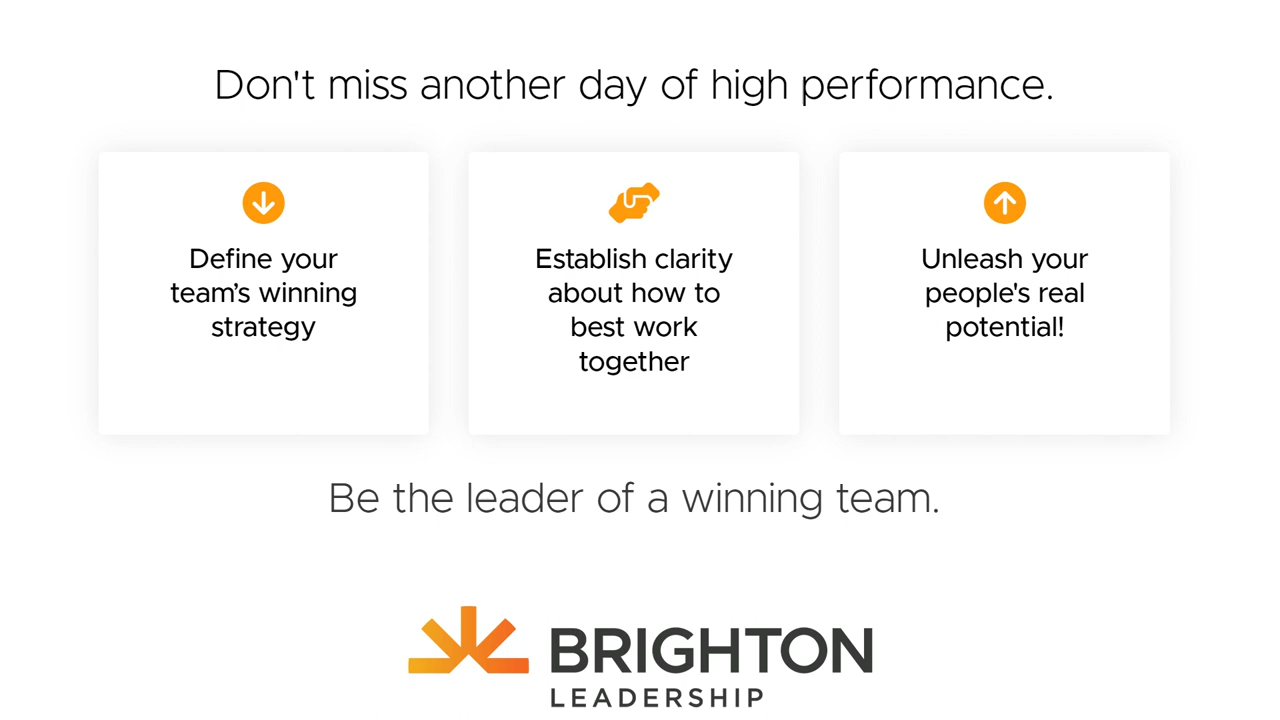 Don't miss another day of high performance.
Define your
team’s winning
strategy
Establish clarity
about how to
best work
together
Unleash your
people's real
potential!
Be the leader of a winning team.
BRIGHTON
LEADERSHIP